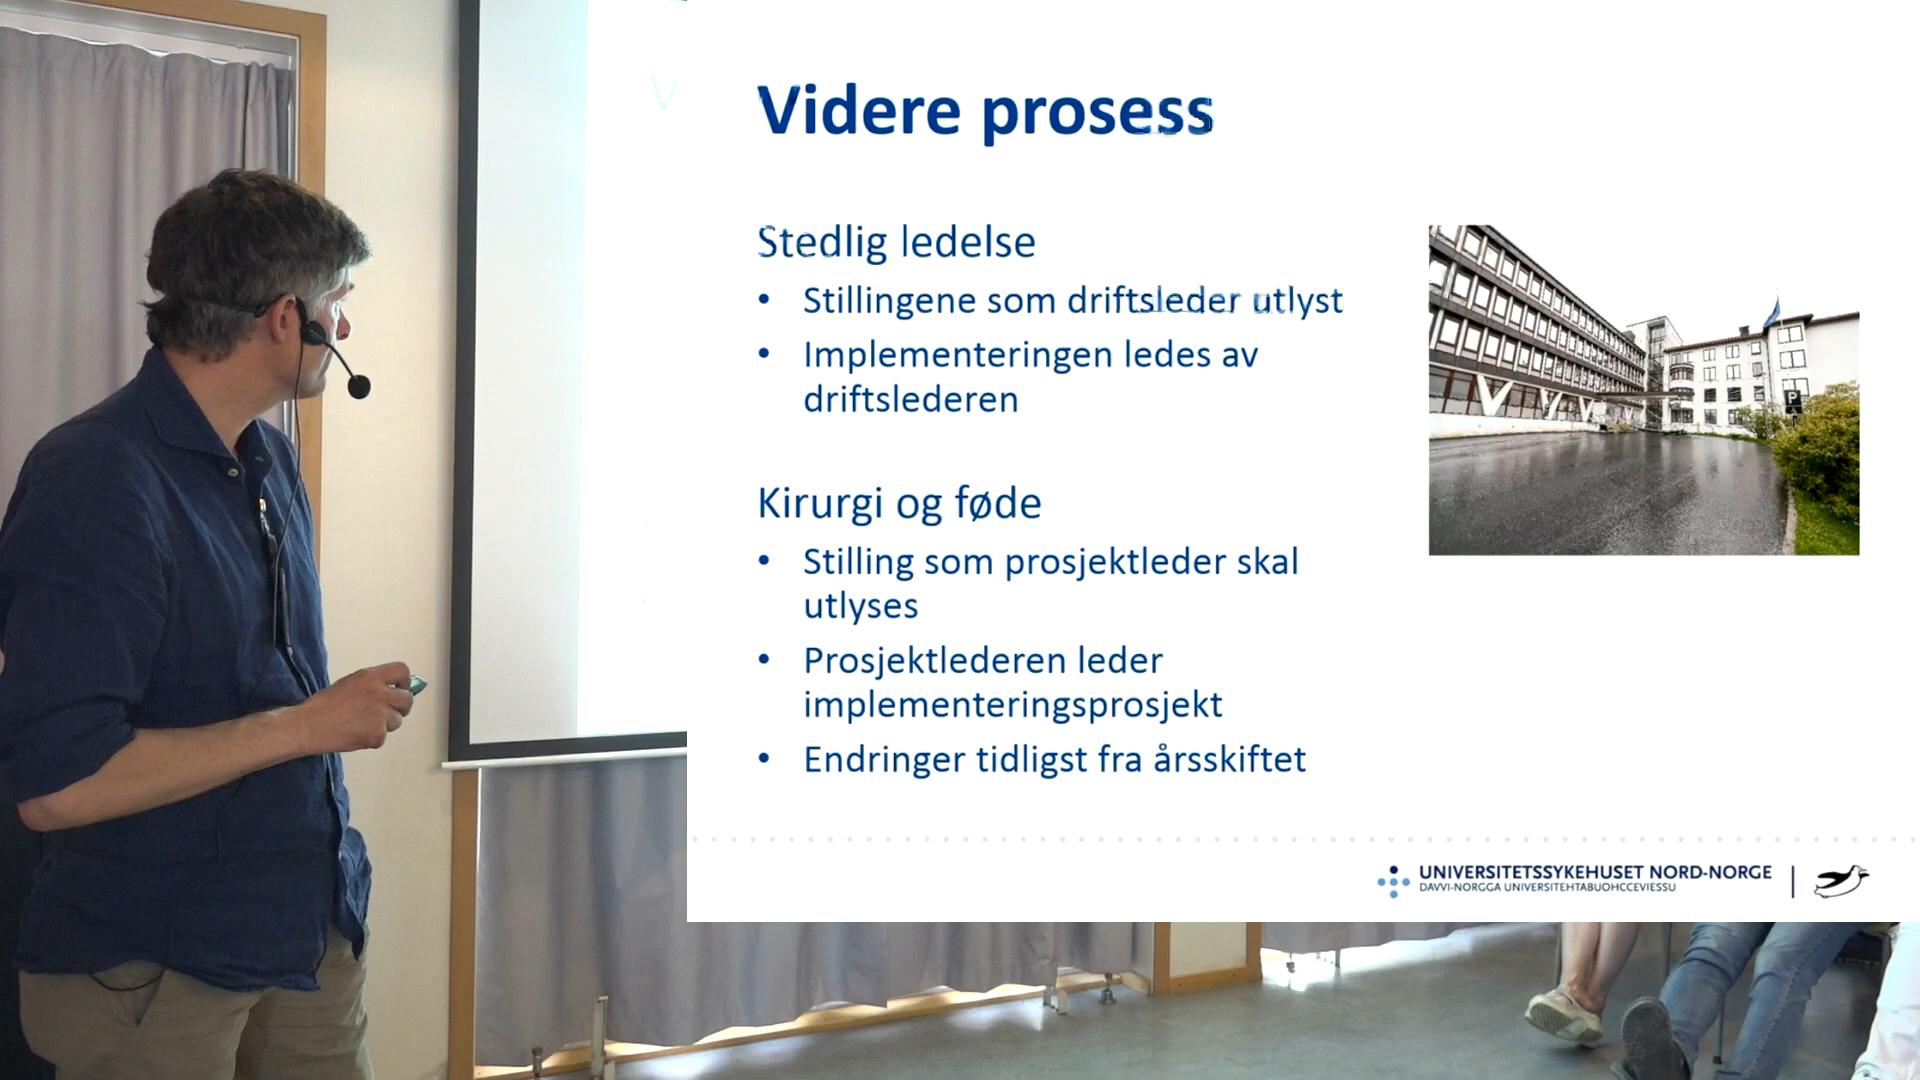 Videre prosess
Stedlig ledelse
• Stillingene som driftsleder utlyst
• Implementeringen ledes av
driftslederen
Kirurgi og føde
• Stilling som prosjektleder skal
utlyses
• Prosjektlederen leder
implementeringsprosjekt
• Endringer tidligst fra årsskiftet
P
UNIVERSITETSSYKEHUSET NORD-NORGE
DAVVI-NORGGA UNIVERSITEHTABUOHCCEVIESSU